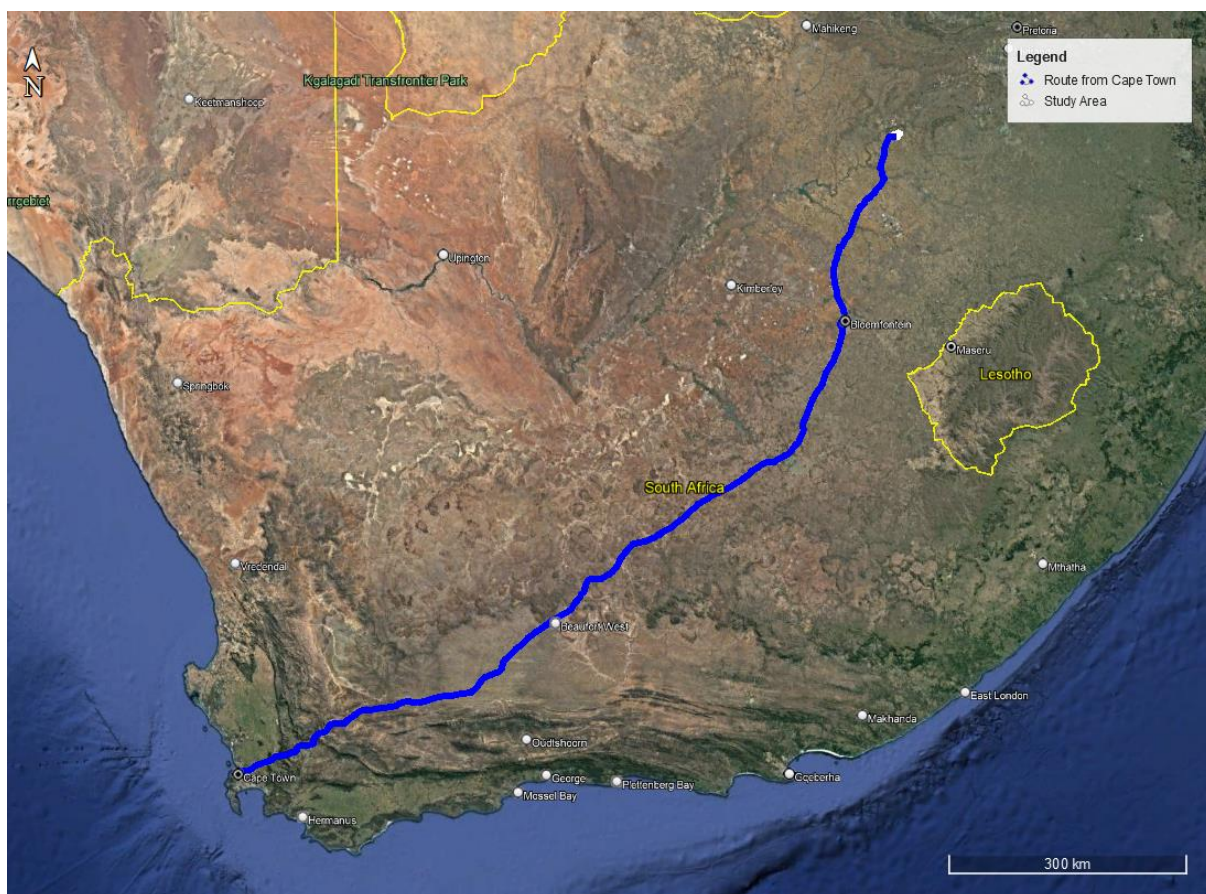 Mahikeng
Pretoria
N
Legend
Route from Cape Town
Study Area
Kgalagadi Transfrontier Park
Keetmanshoop
rrgebiet
Upington
Kimberley
Bloemfontein
Maseru
Lesotho
Springbok
South Africa
Vredendal
Mthatha
Beaufort West
East London
Makhanda
Oudtshoorn
Cape Town
George
Gqeberha
Plettenberg Bay
Mossel Bay
Hermanus
300 km